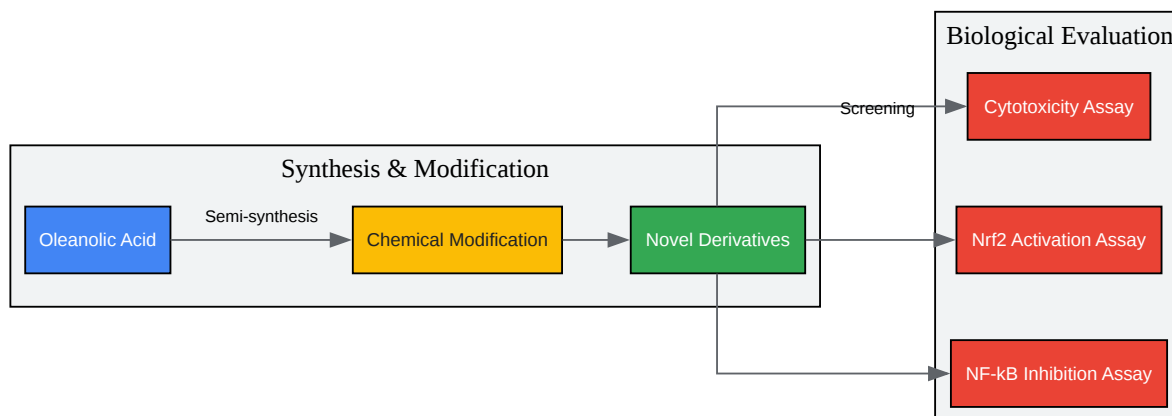 Biological Evaluation
Cytotoxicity Assay
Screening
Synthesis & Modification
Semi-synthesis
Oleanolic Acid
Chemical Modification
Novel Derivatives
Nrf2 Activation Assay
NF-kB Inhibition Assay